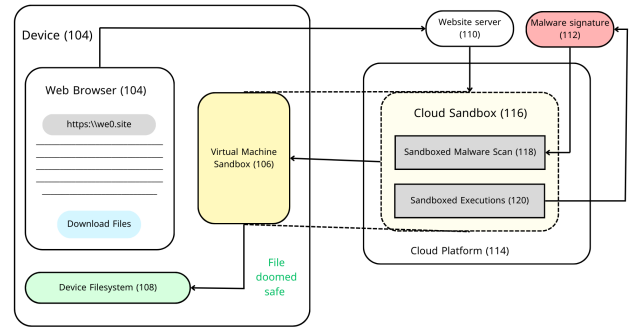 Device (104)
Web Browser (104)
https:\\we0.site
Download Files
Device Filesystem (108)
Virtual Machine
Sandbox (106)
File
doomed
safe
Website server
(110)
Malware signature
(112)
Cloud Sandbox (116)
Sandboxed Malware Scan (118)
Sandboxed Executions (120)
Cloud Platform (114)